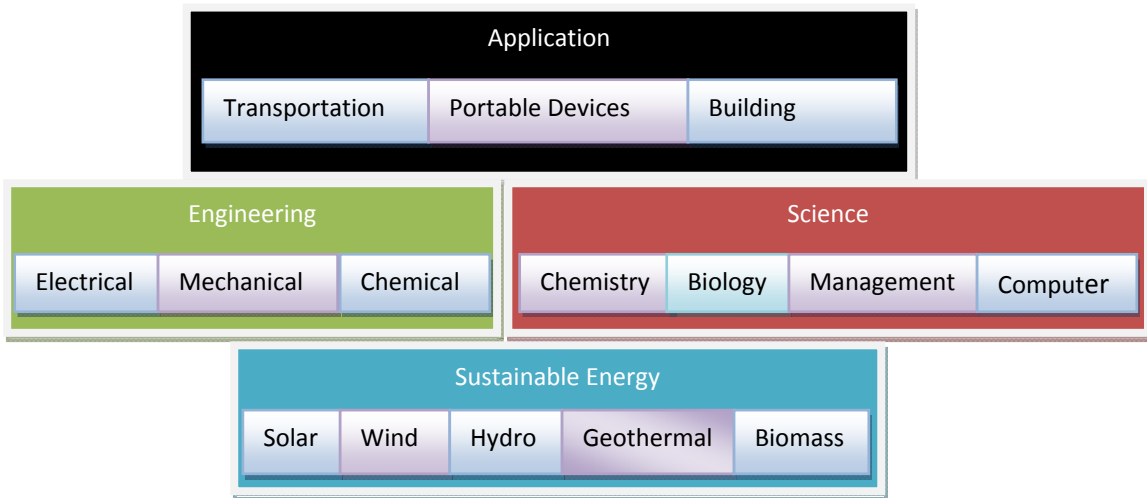 Application
Transportation Portable Devices Building
Engineering
Electrical Mechanical Chemical
Science
Chemistry Biology Management Computer
Sustainable Energy
Solar Wind Hydro Geothermal Biomass